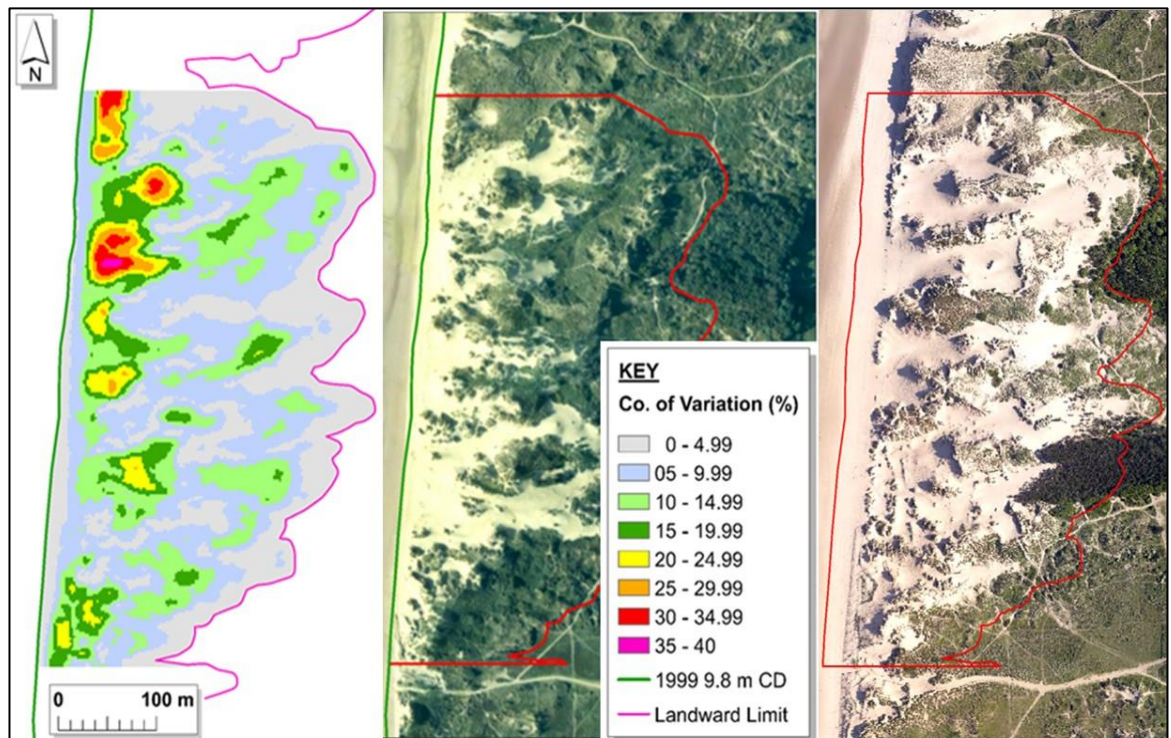 N
0 100 m
KEY
Co. of Variation (%)
0 - 4.99
05 - 9.99
10 - 14.99
15 - 19.99
20 - 24.99
25 - 29.99
30 - 34.99
35 - 40
1999 9.8 m CD
Landward Limit